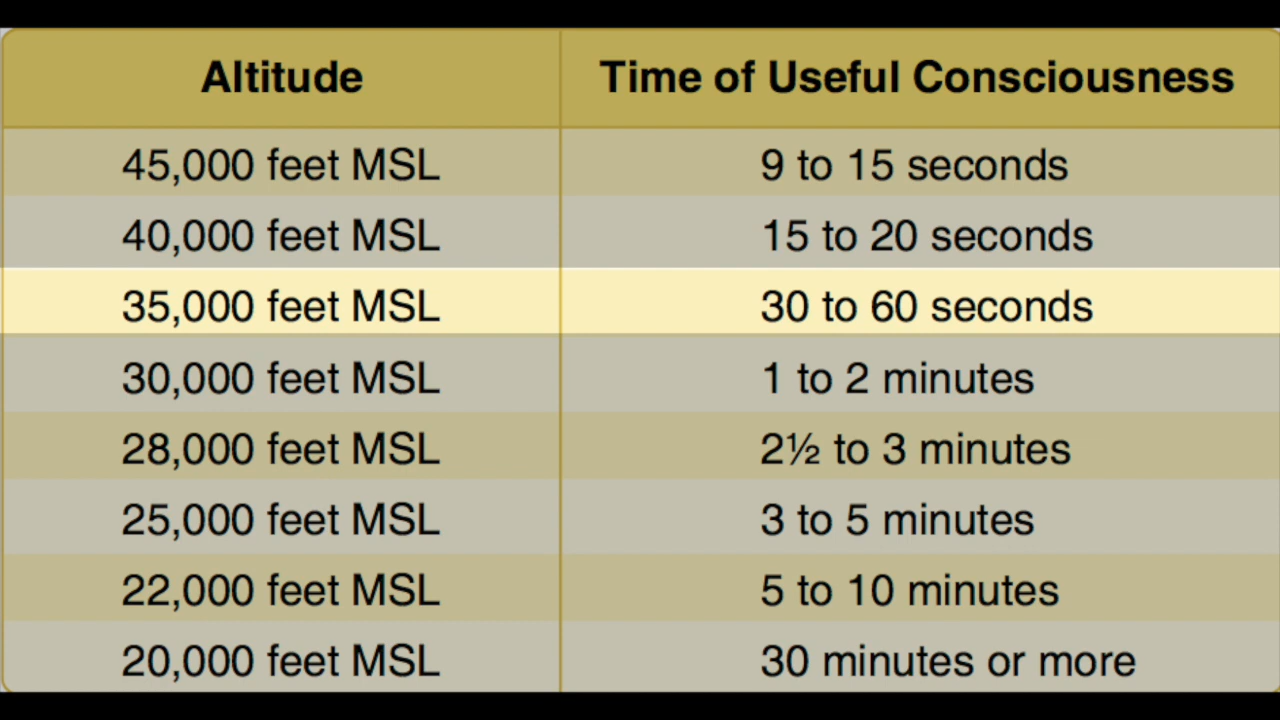 Altitude Time of Useful Consciousness
45,000 feet MSL 9 to 15 seconds
40,000 feet MSL 15 to 20 seconds
35,000 feet MSL 30 to 60 seconds
30,000 feet MSL 1 to 2 minutes
28,000 feet MSL 2½ to 3 minutes
25,000 feet MSL 3 to 5 minutes
22,000 feet MSL 5 to 10 minutes
20,000 feet MSL 30 minutes or more